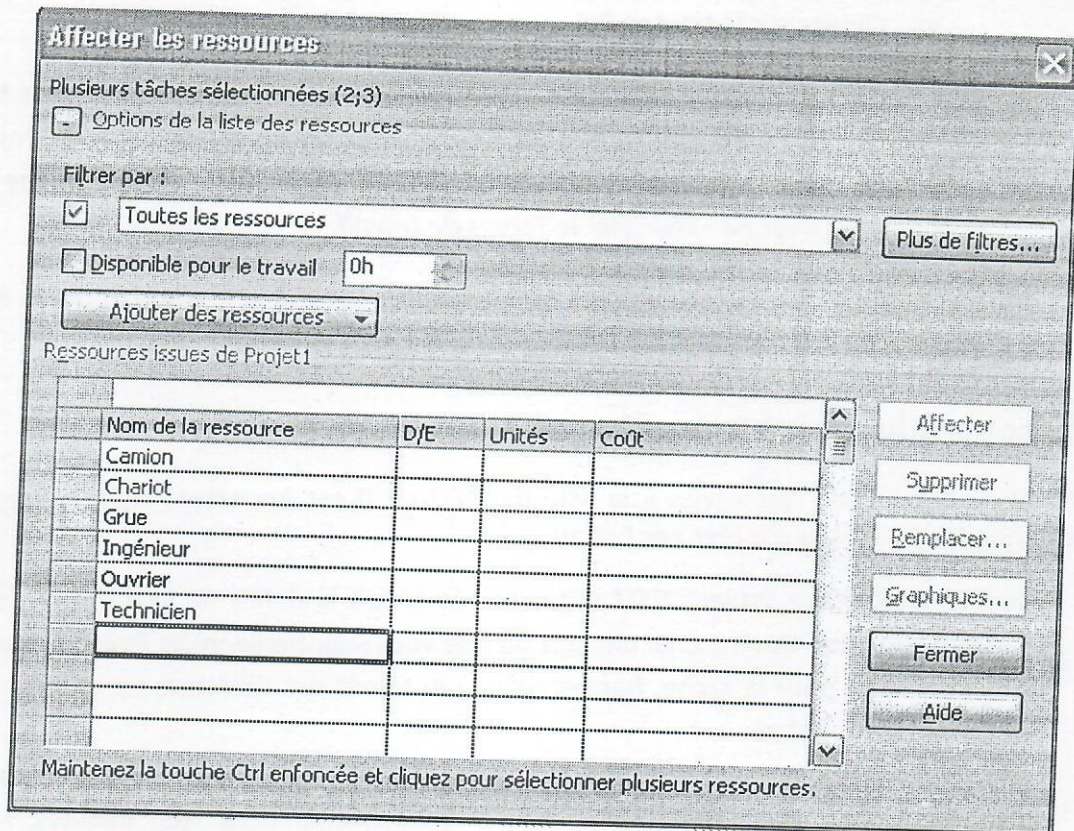 Affecter les ressources
Plusieurs tâches sélectionnées (2;3)
- Options de la liste des ressources
Filtrer par :
Toutes les ressources
Plus de filtres...
Disponible pour le travail 0h
Ajouter des ressources
Ressources issues de Projet1
Nom de la ressource D/E Unités Coût
Camion
Chariot
Grue
Ingénieur
Ouvrier
Technicien
Affecter
Supprimer
Remplacer...
Graphiques...
Fermer
Aide
Maintenez la touche Ctrl enfoncée et cliquez pour sélectionner plusieurs ressources.